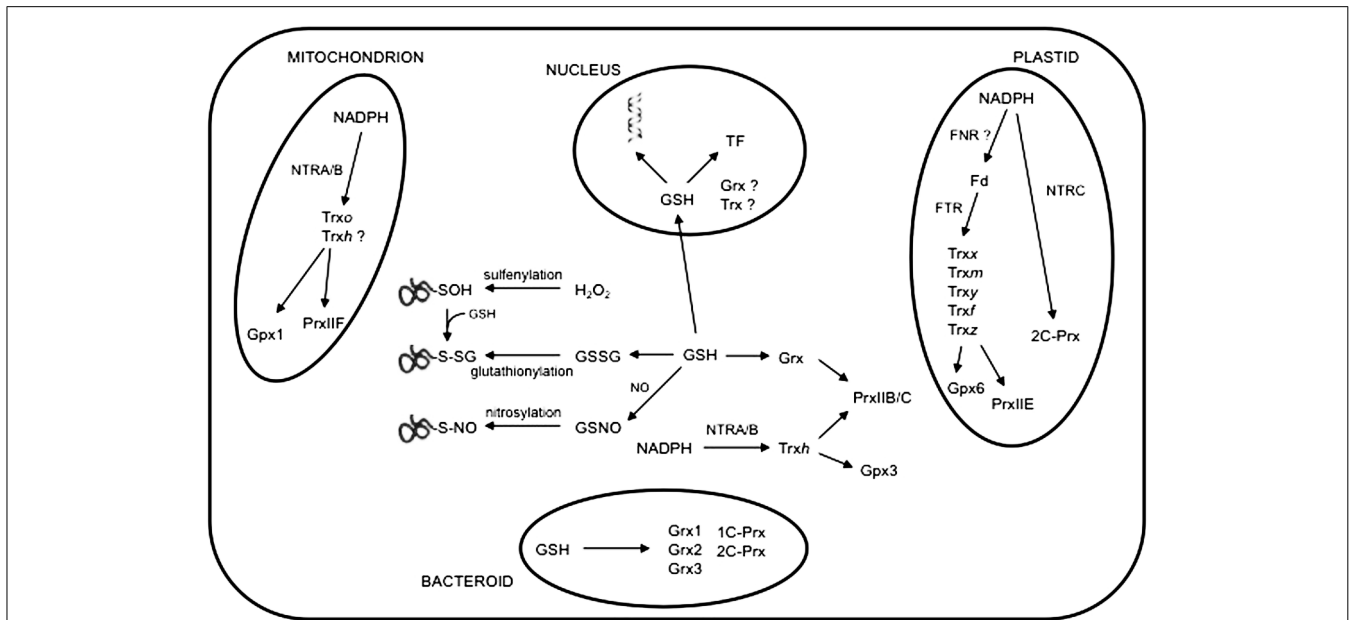 MITOCHONDRION
NADPH
NTRA/B
Trxo
Trxh ?
Gpx1
PrxIIF
NUCLEUS
TF
GSH
Grx ?
Trx ?
PLASTID
NADPH
FNR ?
Fd
NTRC
FTR
Trxx
Trxm
Trxy
Trxf
Trxz
2C-Prx
Gpx6
PrxIIE
SOH
sulfenylation
H₂O₂
GSH
S-SG
glutathionylation
GSSG
GSH
Grx
NO
PrxIIB/C
S-NO
nitrosylation
GSNO
NADPH
NTRA/B
Trxh
Gpx3
GSH
Grx1 1C-Prx
Grx2 2C-Prx
Grx3
BACTEROID